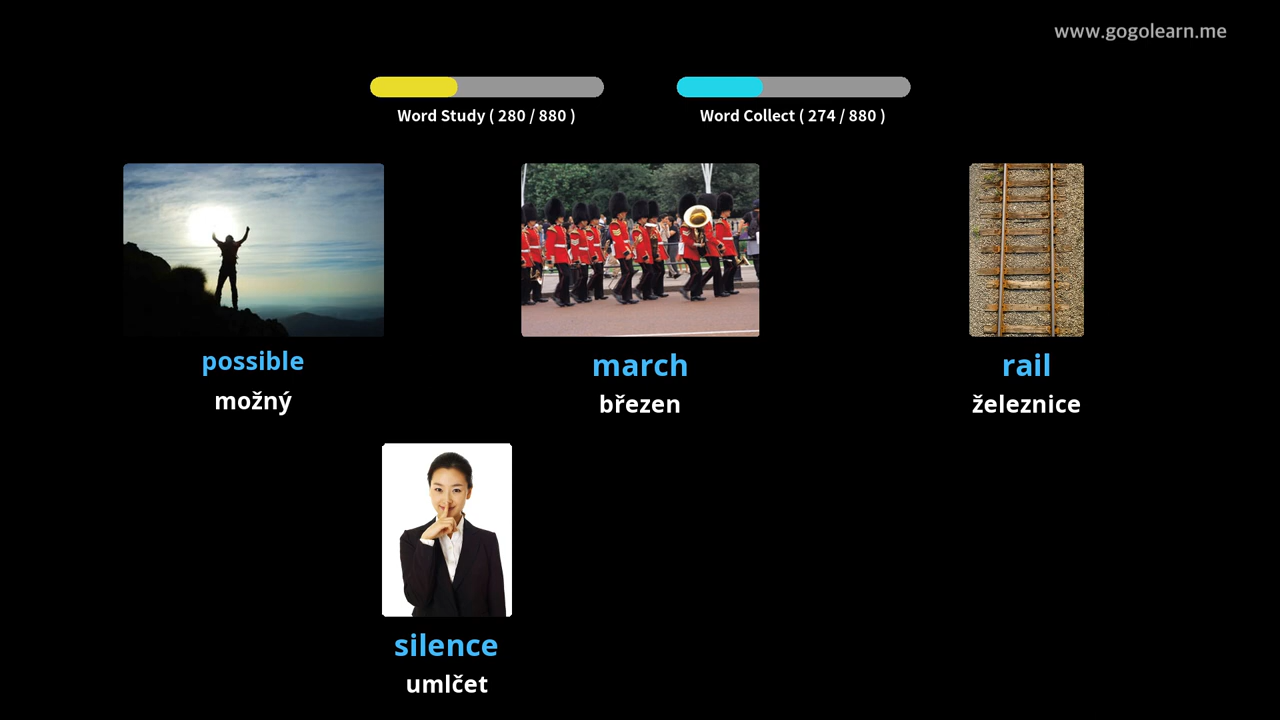 www.gogolearn.me
Word Study ( 280 / 880 )
Word Collect ( 274 / 880 )
possible
možný
march
březen
rail
železnice
silence
umlčet